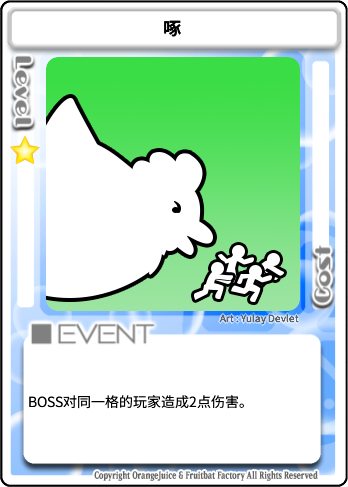 啄
Level
Cost
Art : Yulay Devlet
EVENT
BOSS对同一格的玩家造成2点伤害。
Copyright OrangeJuice & Fruitbat Factory All Rights Reserved